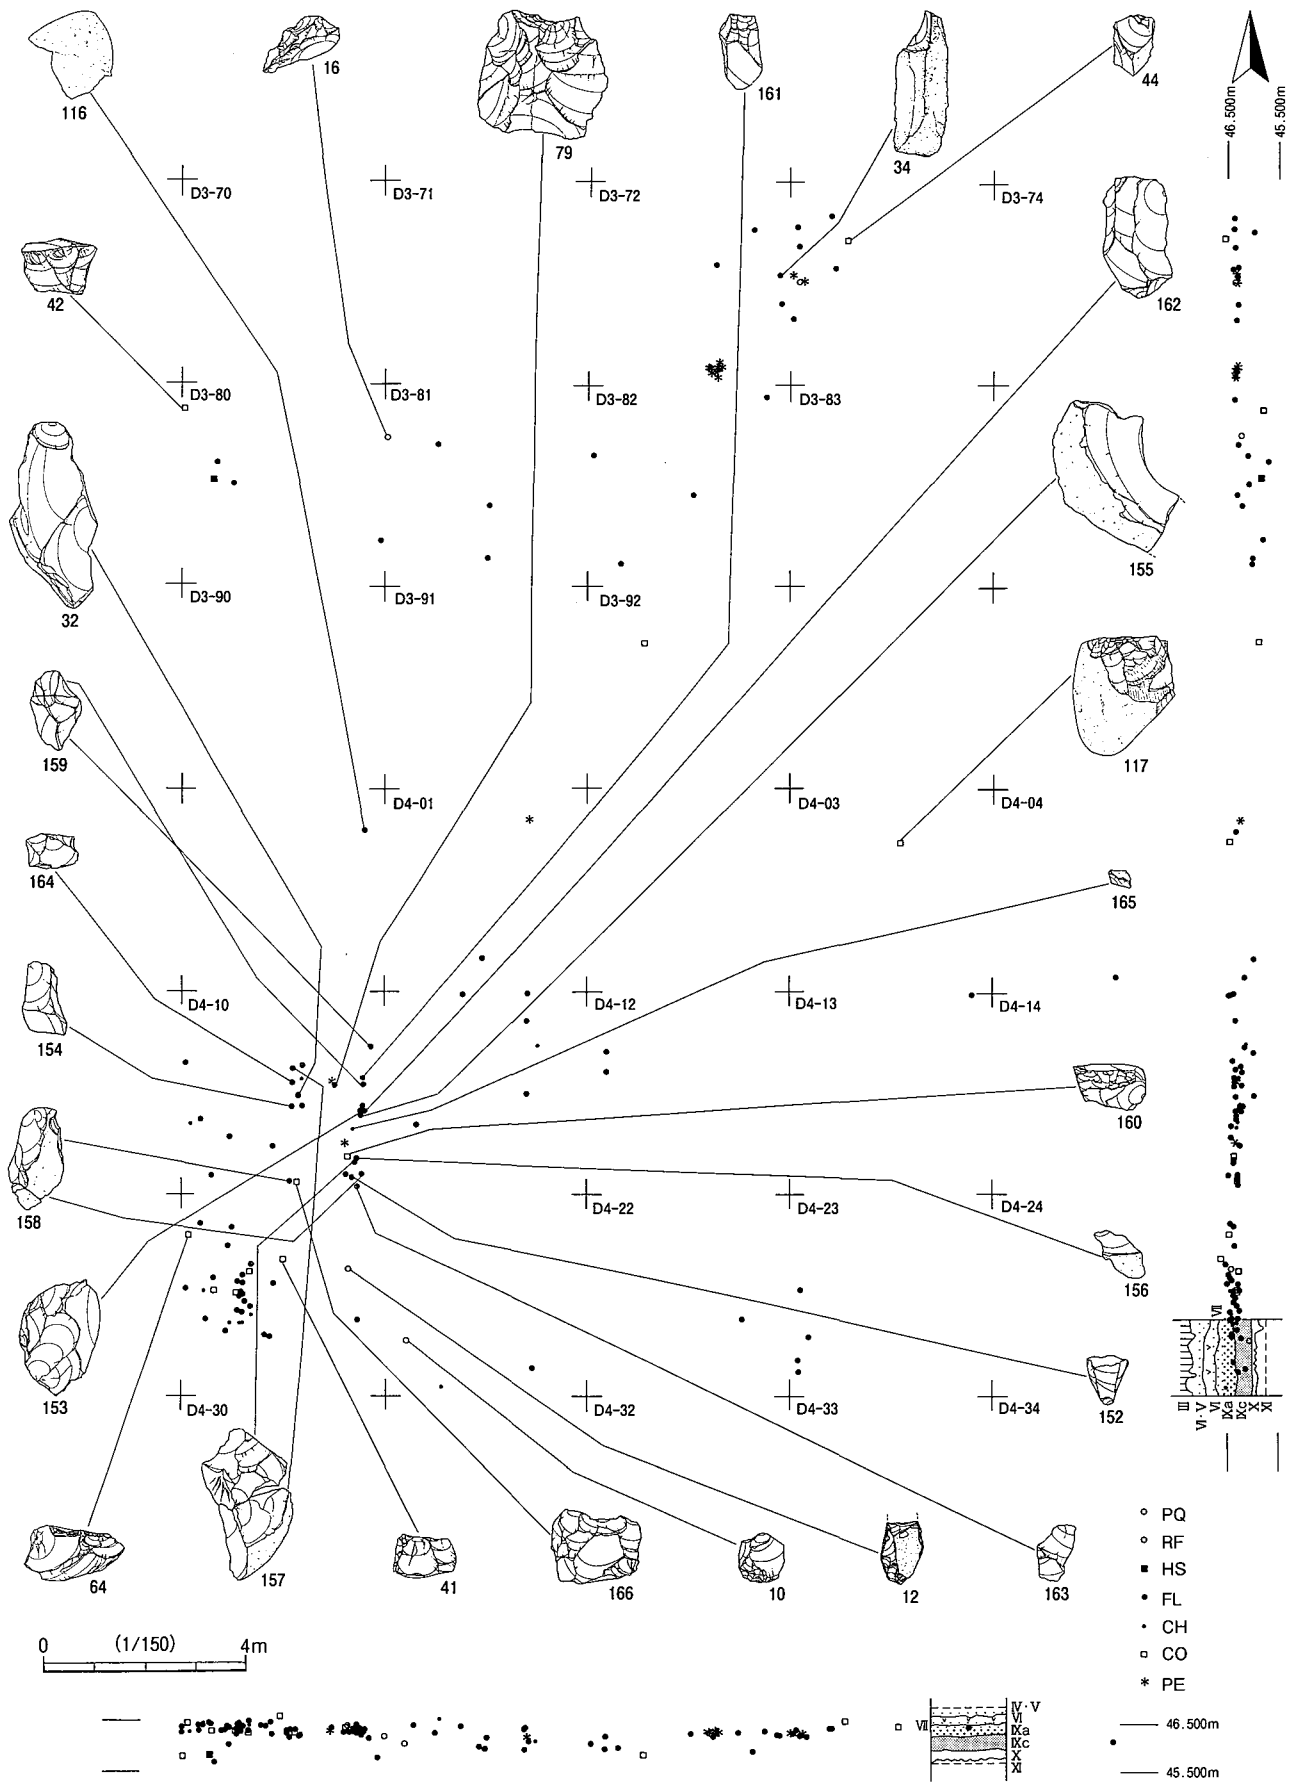 116
16
79
161
34
44
46.500m
45.500m
D3-70
D3-71
D3-72
D3-74
42
162
D3-80
D3-81
D3-82
D3-83
32
155
D3-90
D3-91
D3-92
159
117
D4-01
D4-03
D4-04
164
165
154
D4-10
D4-12
D4-13
D4-14
160
158
D4-22
D4-23
D4-24
156
153
D4-30
D4-32
D4-33
D4-34
152
VII
III
VI·V
VI
IXa
IXc
X
XI
64
157
41
166
10
12
163
PQ
RF
HS
FL
CH
CO
PE
0 (1/150) 4m
IV·V
VI
VII
IXa
IXc
X
XI
46.500m
45.500m